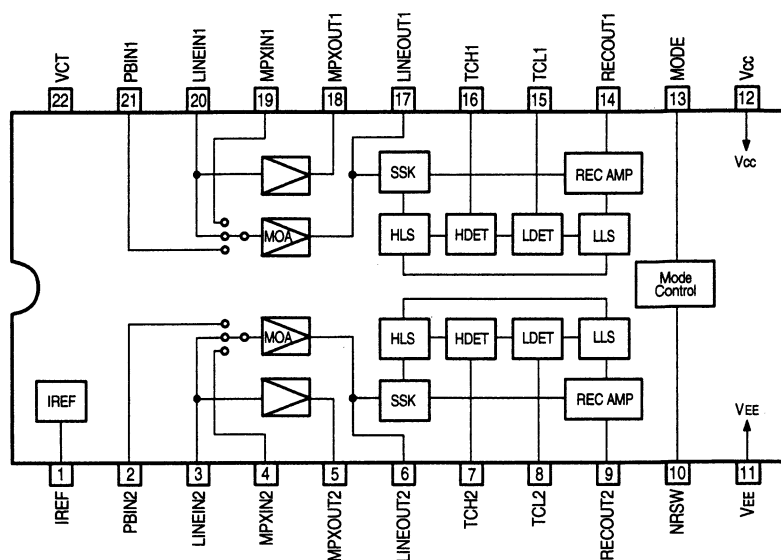 VCT PBIN1 LINEIN1 MPXIN1 MPXOUT1 LINEOUT1 TCH1 TCL1 RECOUT1 MODE Vcc
22 21 20 19 18 17 16 15 14 13 12
Vcc
SSK REC AMP
MOA HLS HDET LDET LLS
Mode
Control
MOA HLS HDET LDET LLS
IREF SSK REC AMP VEE
1 2 3 4 5 6 7 8 9 10 11
IREF PBIN2 LINEIN2 MPXIN2 MPXOUT2 LINEOUT2 TCH2 TCL2 RECOUT2 NRSW VEE